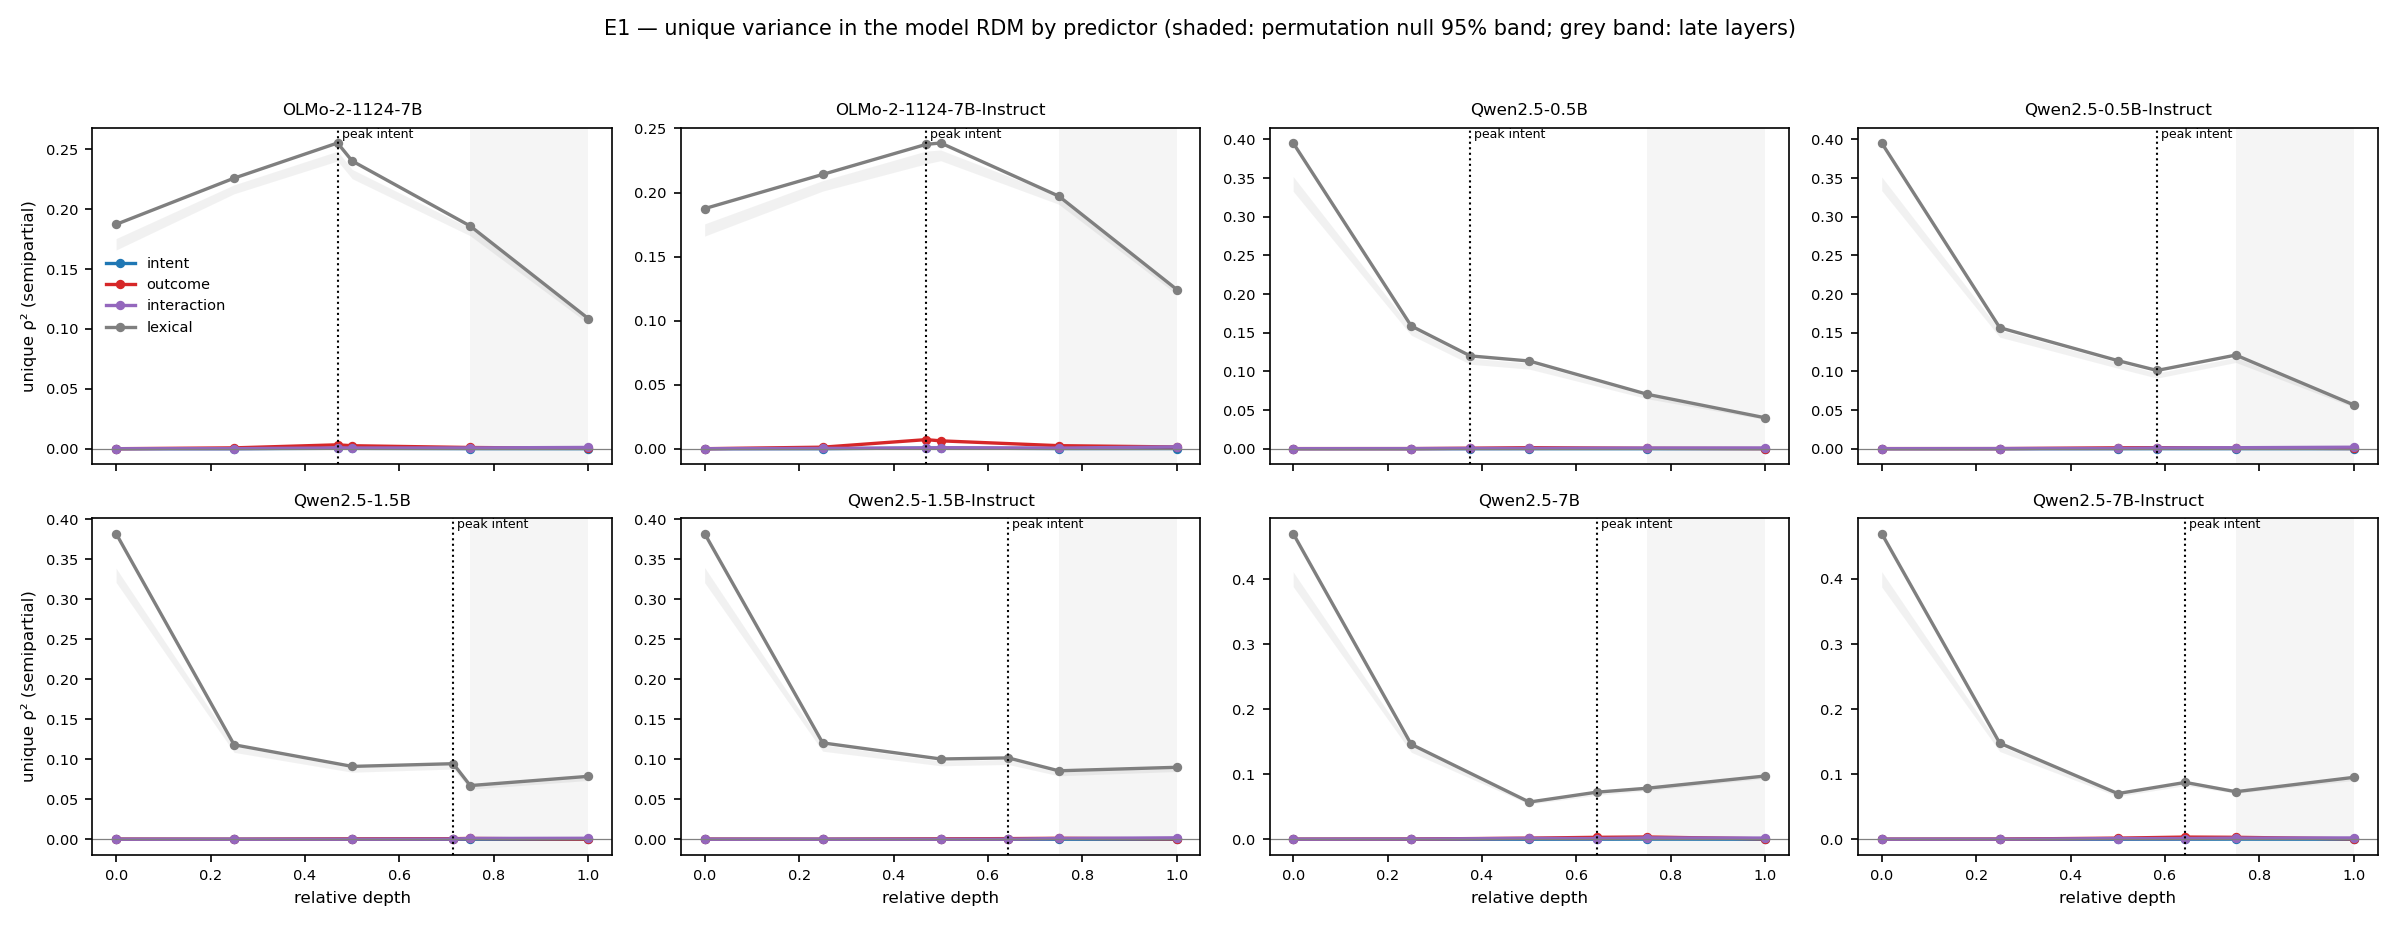 E1 — unique variance in the model RDM by predictor (shaded: permutation null 95% band; grey band: late layers)
OLMo-2-1124-7B
OLMo-2-1124-7B-Instruct
Qwen2.5-0.5B
Qwen2.5-0.5B-Instruct
unique ρ² (semipartial)
0.25
0.20
0.15
0.10
0.05
0.00
peak intent
intent
outcome
interaction
lexical
0.25
0.20
0.15
0.10
0.05
0.00
peak intent
0.40
0.35
0.30
0.25
0.20
0.15
0.10
0.05
0.00
peak intent
0.40
0.35
0.30
0.25
0.20
0.15
0.10
0.05
0.00
peak intent
Qwen2.5-1.5B
Qwen2.5-1.5B-Instruct
Qwen2.5-7B
Qwen2.5-7B-Instruct
unique ρ² (semipartial)
0.40
0.35
0.30
0.25
0.20
0.15
0.10
0.05
0.00
peak intent
0.0 0.2 0.4 0.6 0.8 1.0
relative depth
0.40
0.35
0.30
0.25
0.20
0.15
0.10
0.05
0.00
peak intent
0.0 0.2 0.4 0.6 0.8 1.0
relative depth
0.4
0.3
0.2
0.1
0.0
peak intent
0.0 0.2 0.4 0.6 0.8 1.0
relative depth
0.4
0.3
0.2
0.1
0.0
peak intent
0.0 0.2 0.4 0.6 0.8 1.0
relative depth